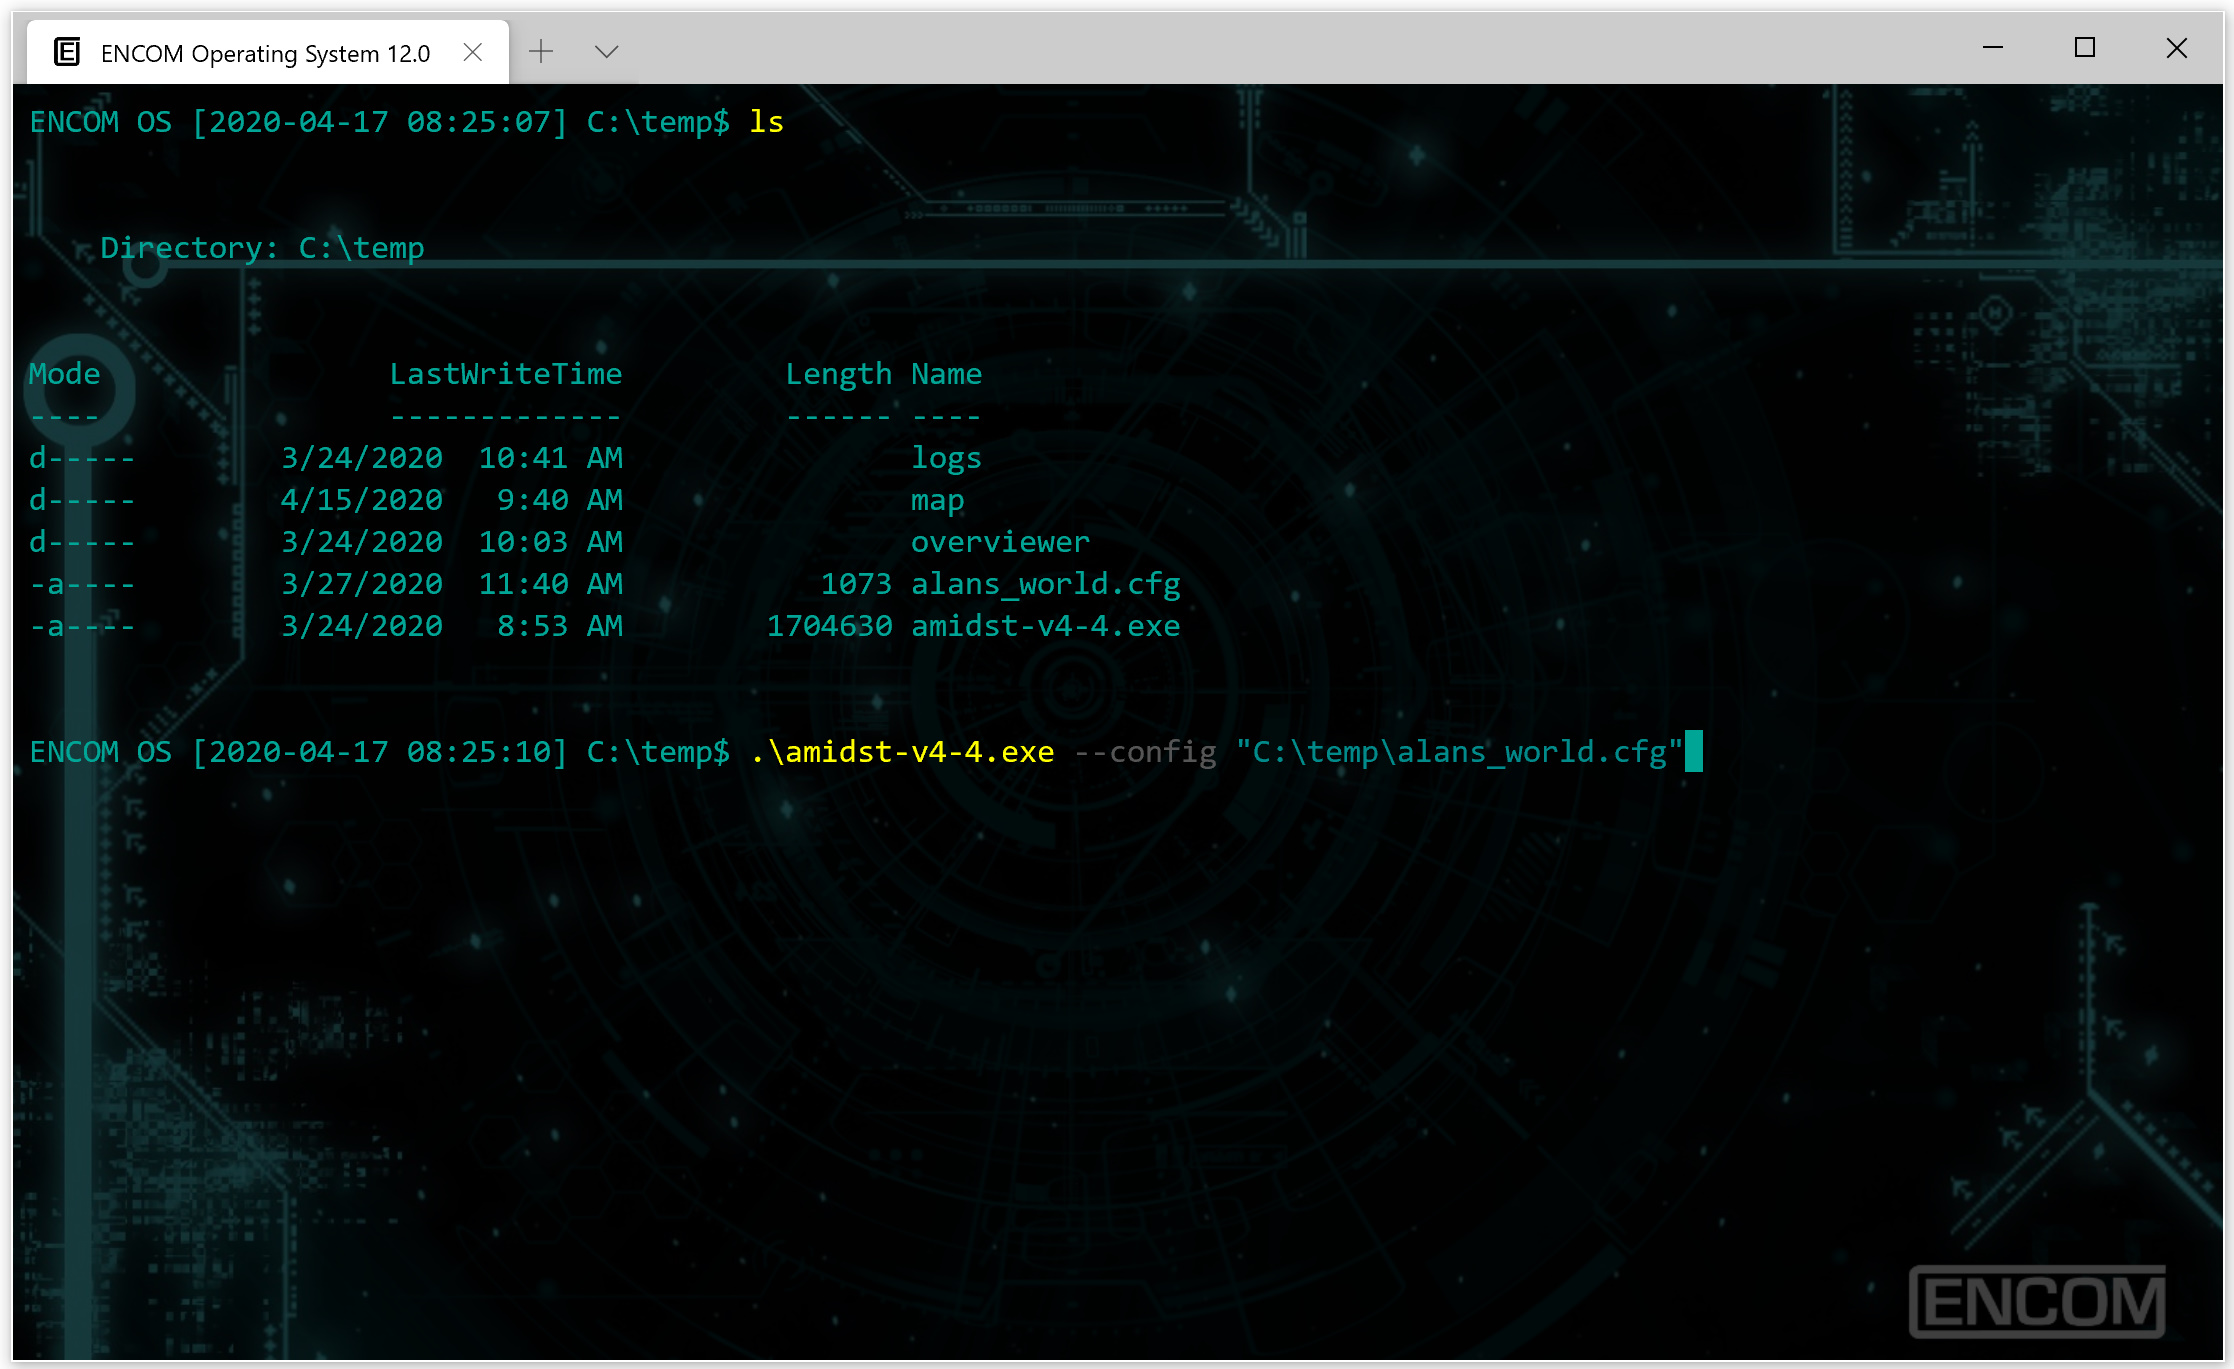 ENCOM Operating System 12.0
ENCOM OS [2020-04-17 08:25:07] C:\temp$ ls
Directory: C:\temp
Mode LastWriteTime Length Name
---- ------------- ------ ----
d----- 3/24/2020 10:41 AM logs
d----- 4/15/2020 9:40 AM map
d----- 3/24/2020 10:03 AM overviewer
-a---- 3/27/2020 11:40 AM 1073 alans_world.cfg
-a---- 3/24/2020 8:53 AM 1704630 amidst-v4-4.exe
ENCOM OS [2020-04-17 08:25:10] C:\temp$ .\amidst-v4-4.exe --config "C:\temp\alans_world.cfg"
ENCOM